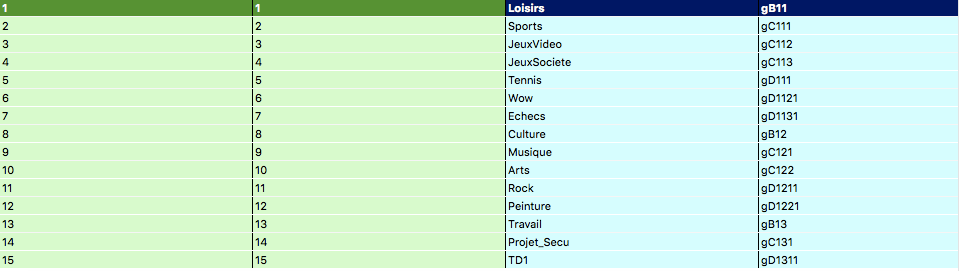 1 1 Loisirs gB11
2 2 Sports gC111
3 3 JeuxVideo gC112
4 4 JeuxSociete gC113
5 5 Tennis gD111
6 6 Wow gD1121
7 7 Echecs gD1131
8 8 Culture gB12
9 9 Musique gC121
10 10 Arts gC122
11 11 Rock gD1211
12 12 Peinture gD1221
13 13 Travail gB13
14 14 Projet_Secu gC131
15 15 TD1 gD1311